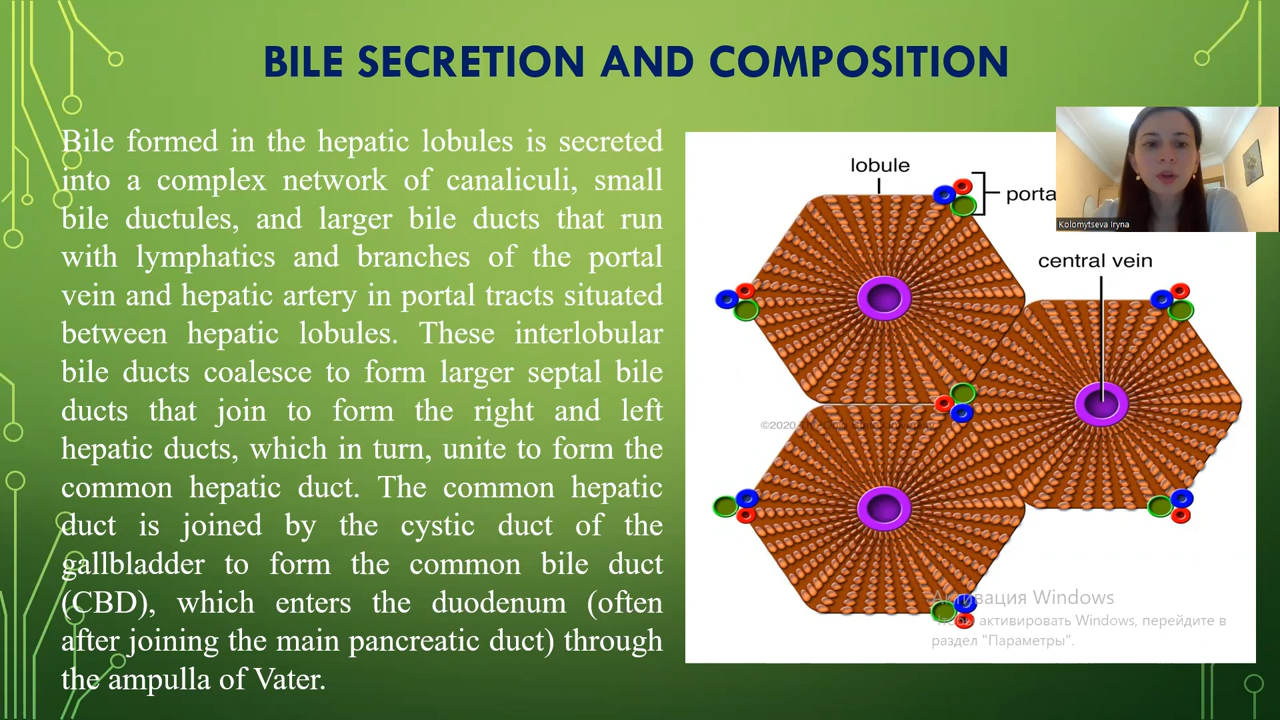 BILE SECRETION AND COMPOSITION
Bile formed in the hepatic lobules is secreted
into a complex network of canaliculi, small
bile ductules, and larger bile ducts that run
with lymphatics and branches of the portal
vein and hepatic artery in portal tracts situated
between hepatic lobules. These interlobular
bile ducts coalesce to form larger septal bile
ducts that join to form the right and left
hepatic ducts, which in turn, unite to form the
common hepatic duct. The common hepatic
duct is joined by the cystic duct of the
gallbladder to form the common bile duct
(CBD), which enters the duodenum (often
after joining the main pancreatic duct) through
the ampulla of Vater.
lobule
porta
Kolomytseva Iryna
central vein
©2020
Активация Windows
активировать Windows, перейдите в
раздел "Параметры".